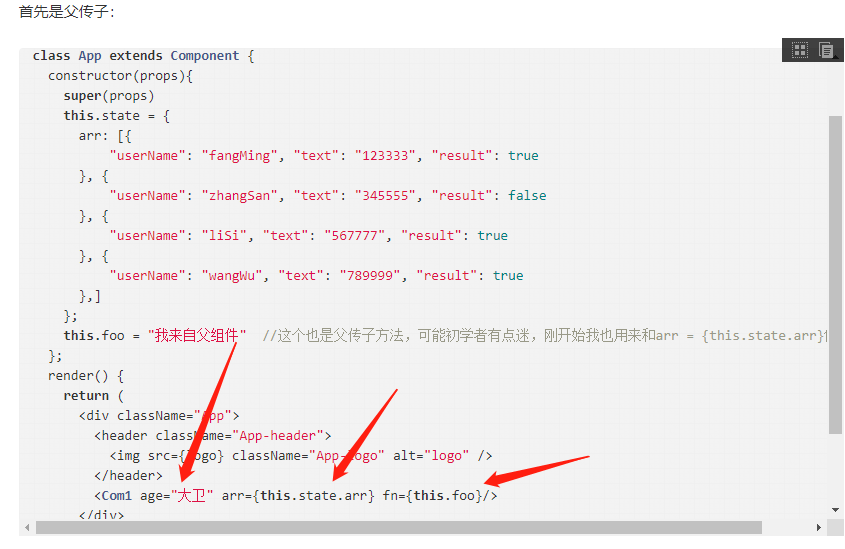 首先是父传子:
class App extends Component {
constructor(props){
super(props)
this.state = {
arr: [{
"userName": "fangMing", "text": "123333", "result": true
}, {
"userName": "zhangSan", "text": "345555", "result": false
}, {
"userName": "liSi", "text": "567777", "result": true
}, {
"userName": "wangWu", "text": "789999", "result": true
},]
};
this.foo = "我来自父组件" //这个也是父传子方法，可能初学者有点迷，刚开始我也用来和arr = {this.state.arr}
};
render() {
return (
<div className="App">
<header className="App-header">
<img src={logo} className="App-logo" alt="logo" />
</header>
<Com1 age="大卫" arr={this.state.arr} fn={this.foo}/>
</div>